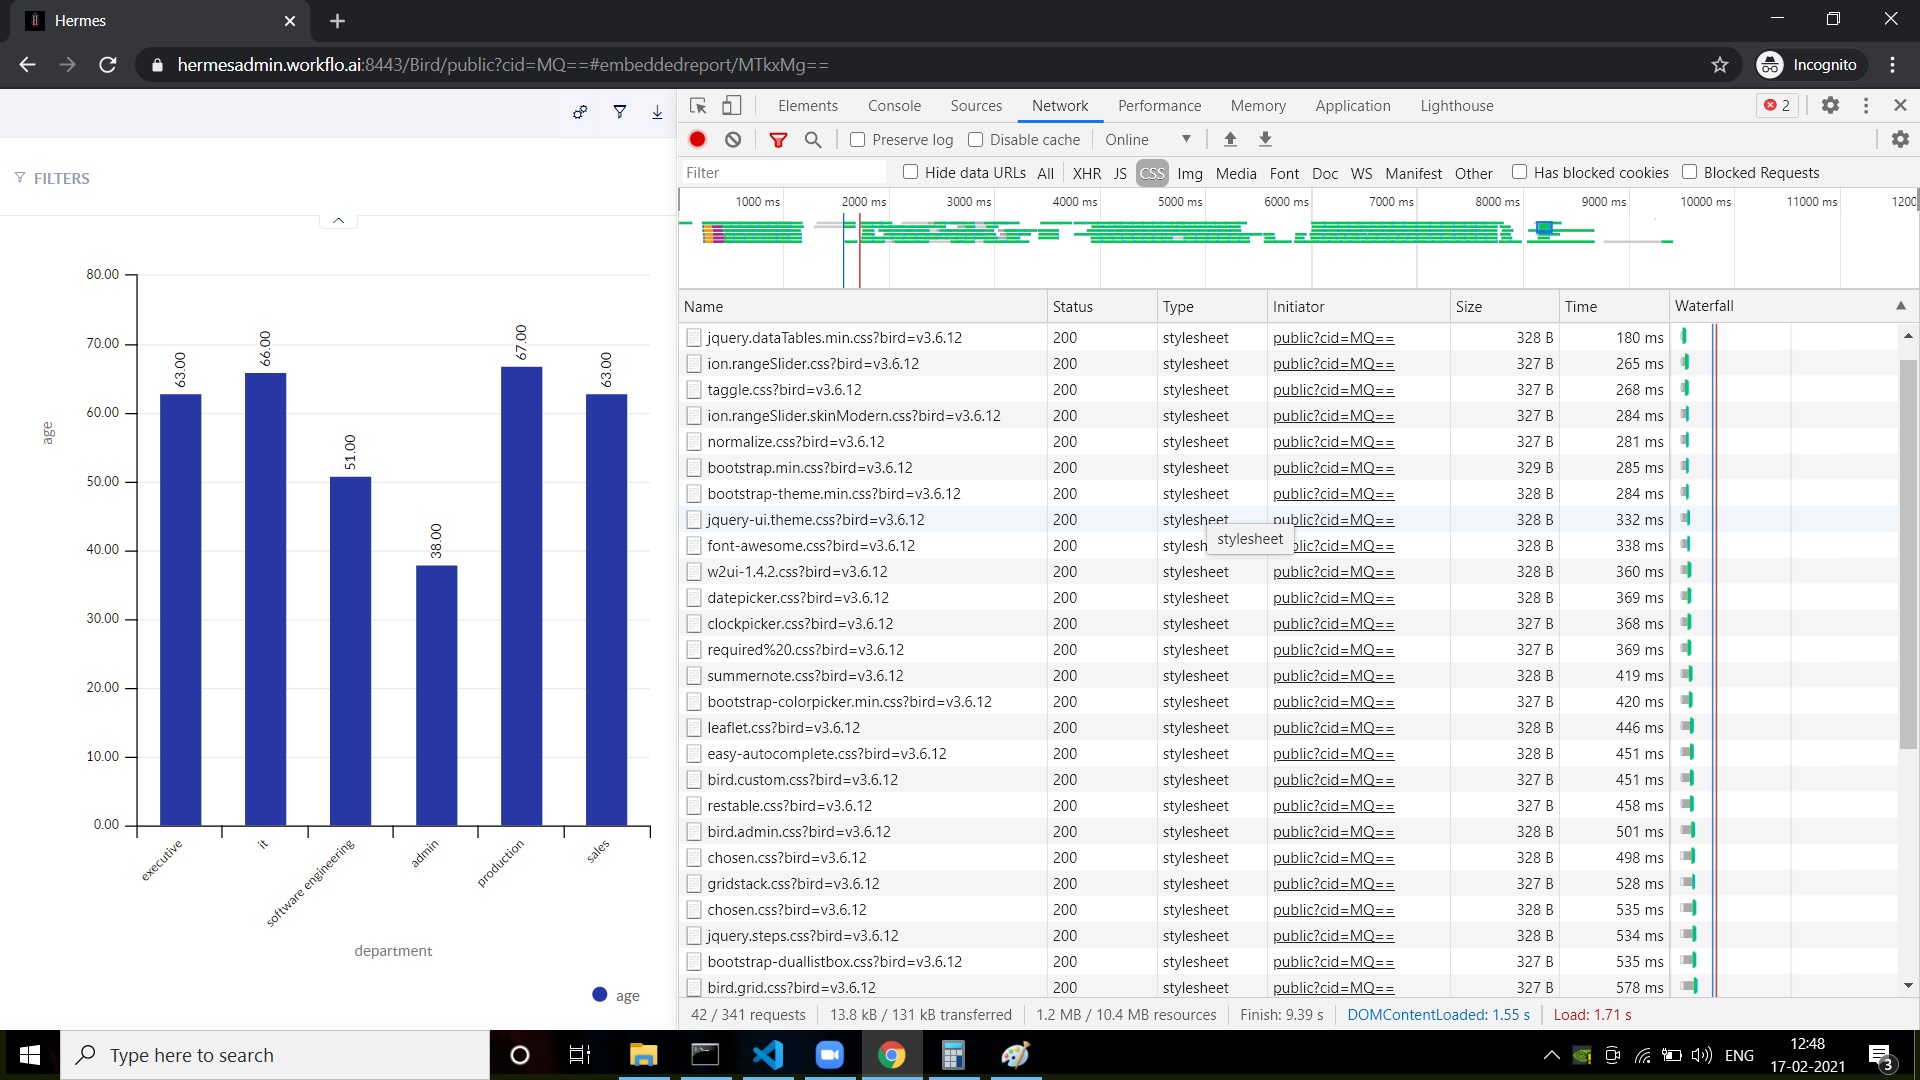 Hermes
hermesadmin.workflo.ai:8443/Bird/public?cid=MQ==#embeddedreport/MTkxMg==
Incognito
FILTERS
80.00
70.00
60.00
50.00
40.00
30.00
20.00
10.00
0.00
age
63.00
66.00
51.00
38.00
67.00
63.00
executive
it
software engineering
admin
production
sales
department
age
Elements Console Sources Network Performance Memory Application Lighthouse 2
Preserve log Disable cache Online
Filter Hide data URLs All XHR JS CSS Img Media Font Doc WS Manifest Other Has blocked cookies Blocked Requests
1000 ms 2000 ms 3000 ms 4000 ms 5000 ms 6000 ms 7000 ms 8000 ms 9000 ms 10000 ms 11000 ms 1200
Name Status Type Initiator Size Time Waterfall
jquery.dataTables.min.css?bird=v3.6.12 200 stylesheet public?cid=MQ== 328 B 180 ms
ion.rangeSlider.css?bird=v3.6.12 200 stylesheet public?cid=MQ== 327 B 265 ms
taggle.css?bird=v3.6.12 200 stylesheet public?cid=MQ== 327 B 268 ms
ion.rangeSlider.skinModern.css?bird=v3.6.12 200 stylesheet public?cid=MQ== 327 B 284 ms
normalize.css?bird=v3.6.12 200 stylesheet public?cid=MQ== 327 B 281 ms
bootstrap.min.css?bird=v3.6.12 200 stylesheet public?cid=MQ== 329 B 285 ms
bootstrap-theme.min.css?bird=v3.6.12 200 stylesheet public?cid=MQ== 328 B 284 ms
jquery-ui.theme.css?bird=v3.6.12 200 stylesheet public?cid=MQ== 328 B 332 ms
stylesheet
font-awesome.css?bird=v3.6.12 200 stylesh blic?cid=MQ== 328 B 338 ms
w2ui-1.4.2.css?bird=v3.6.12 200 stylesheet public?cid=MQ== 328 B 360 ms
datepicker.css?bird=v3.6.12 200 stylesheet public?cid=MQ== 328 B 369 ms
clockpicker.css?bird=v3.6.12 200 stylesheet public?cid=MQ== 328 B 368 ms
required%20.css?bird=v3.6.12 200 stylesheet public?cid=MQ== 327 B 369 ms
summernote.css?bird=v3.6.12 200 stylesheet public?cid=MQ== 328 B 419 ms
bootstrap-colorpicker.min.css?bird=v3.6.12 200 stylesheet public?cid=MQ== 327 B 420 ms
leaflet.css?bird=v3.6.12 200 stylesheet public?cid=MQ== 328 B 446 ms
easy-autocomplete.css?bird=v3.6.12 200 stylesheet public?cid=MQ== 328 B 451 ms
bird.custom.css?bird=v3.6.12 200 stylesheet public?cid=MQ== 327 B 451 ms
restable.css?bird=v3.6.12 200 stylesheet public?cid=MQ== 327 B 458 ms
bird.admin.css?bird=v3.6.12 200 stylesheet public?cid=MQ== 328 B 501 ms
chosen.css?bird=v3.6.12 200 stylesheet public?cid=MQ== 328 B 498 ms
gridstack.css?bird=v3.6.12 200 stylesheet public?cid=MQ== 327 B 528 ms
chosen.css?bird=v3.6.12 200 stylesheet public?cid=MQ== 328 B 535 ms
jquery.steps.css?bird=v3.6.12 200 stylesheet public?cid=MQ== 328 B 534 ms
bootstrap-duallistbox.css?bird=v3.6.12 200 stylesheet public?cid=MQ== 327 B 535 ms
bird.grid.css?bird=v3.6.12 200 stylesheet public?cid=MQ== 327 B 578 ms
42 / 341 requests 13.8 kB / 131 kB transferred 1.2 MB / 10.4 MB resources Finish: 9.39 s DOMContentLoaded: 1.55 s Load: 1.71 s
Type here to search
ENG
12:48
17-02-2021
3